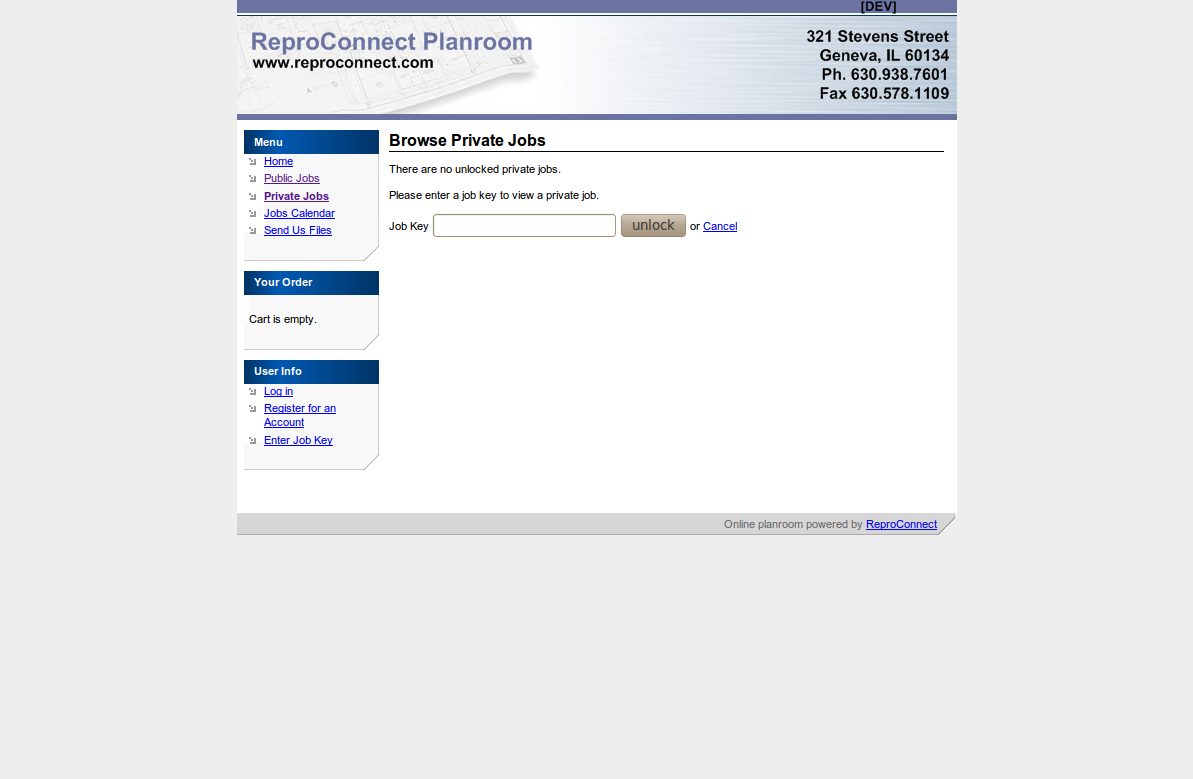 [DEV]
ReproConnect Planroom
www.reproconnect.com
321 Stevens Street
Geneva, IL 60134
Ph. 630.938.7601
Fax 630.578.1109
Menu
Home
Public Jobs
Private Jobs
Jobs Calendar
Send Us Files
Your Order
Cart is empty.
User Info
Log in
Register for an
Account
Enter Job Key
Browse Private Jobs
There are no unlocked private jobs.
Please enter a job key to view a private job.
Job Key unlock or Cancel
Online planroom powered by ReproConnect